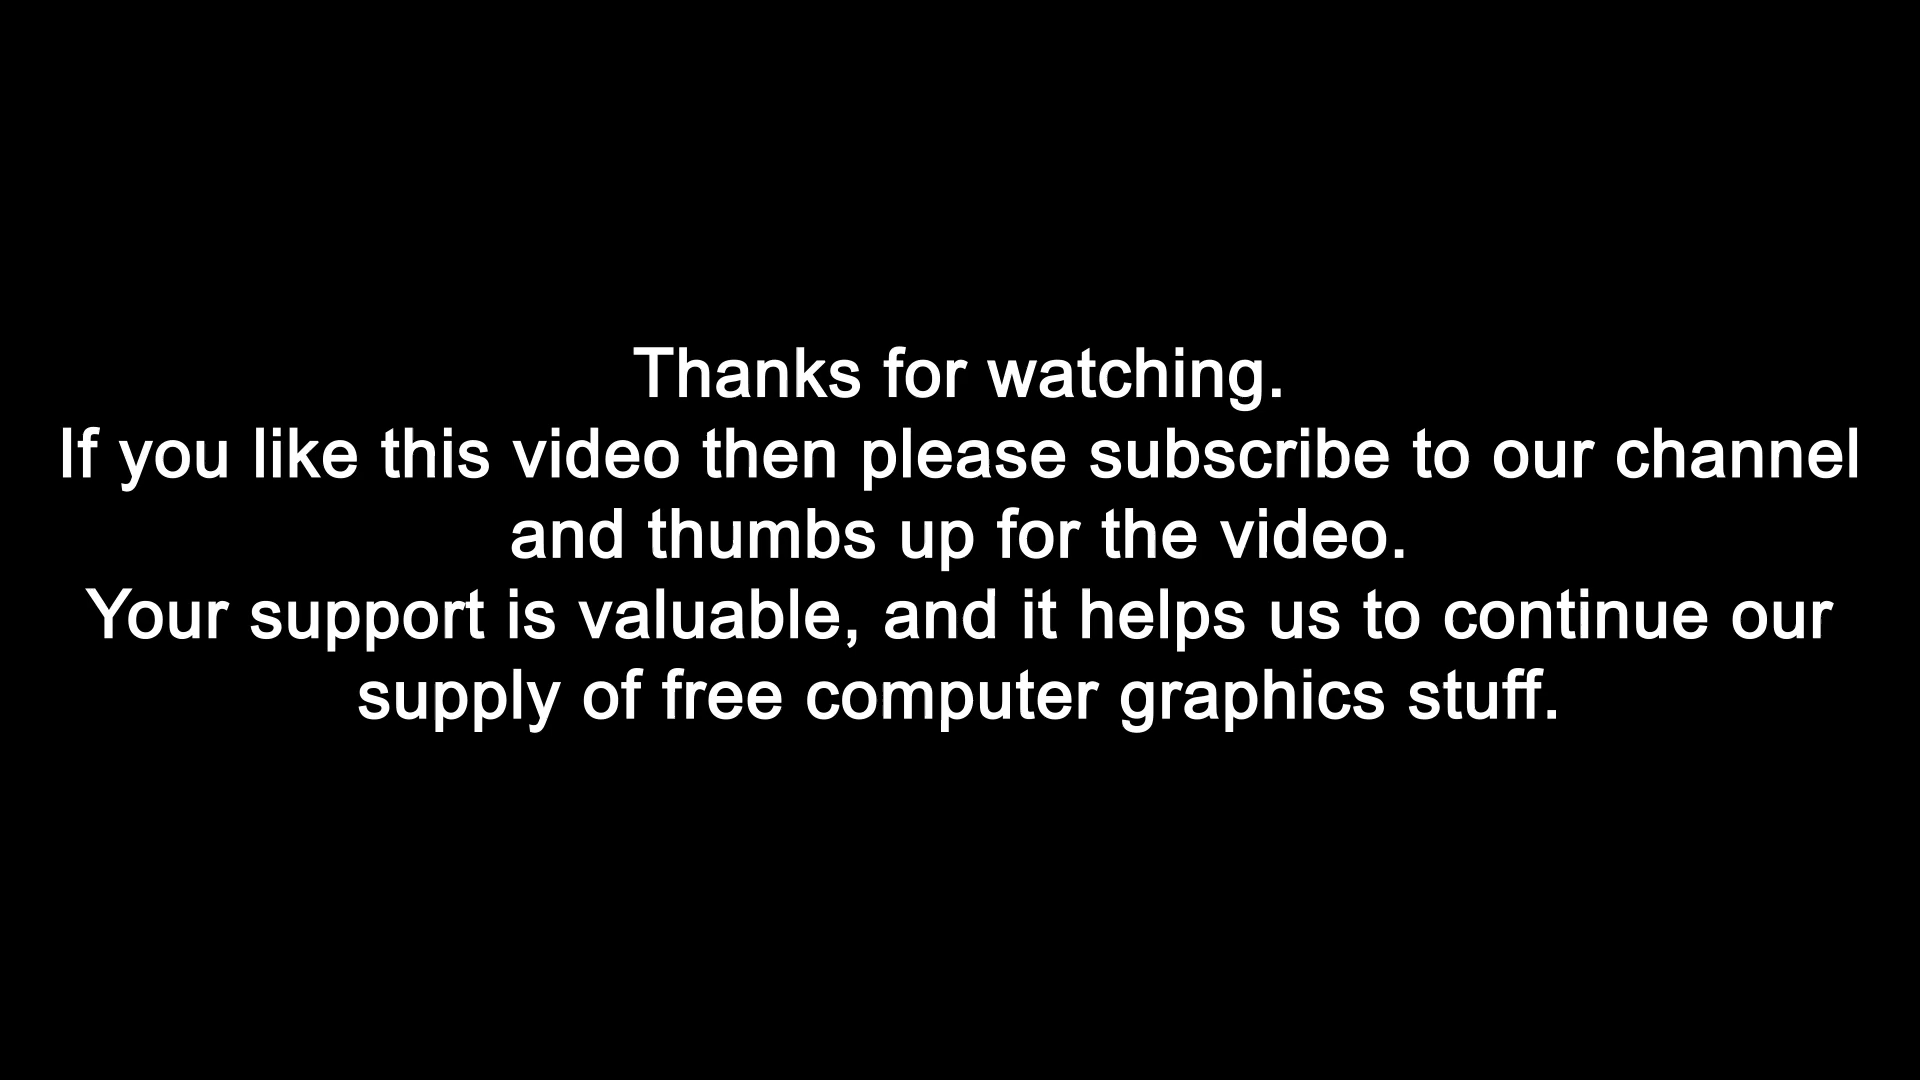 Thanks for watching.
If you like this video then please subscribe to our channel
and thumbs up for the video.
Your support is valuable, and it helps us to continue our
supply of free computer graphics stuff.